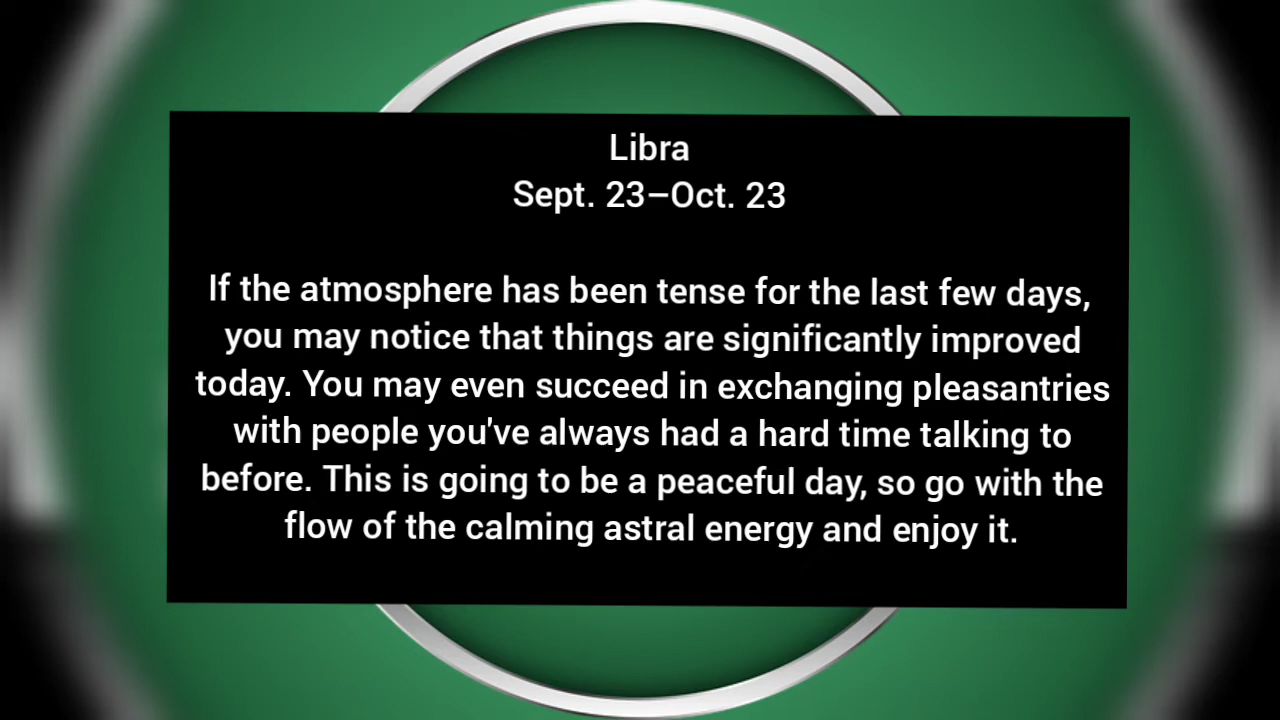 Libra
Sept. 23–Oct. 23
If the atmosphere has been tense for the last few days,
you may notice that things are significantly improved
today. You may even succeed in exchanging pleasantries
with people you've always had a hard time talking to
before. This is going to be a peaceful day, so go with the
flow of the calming astral energy and enjoy it.